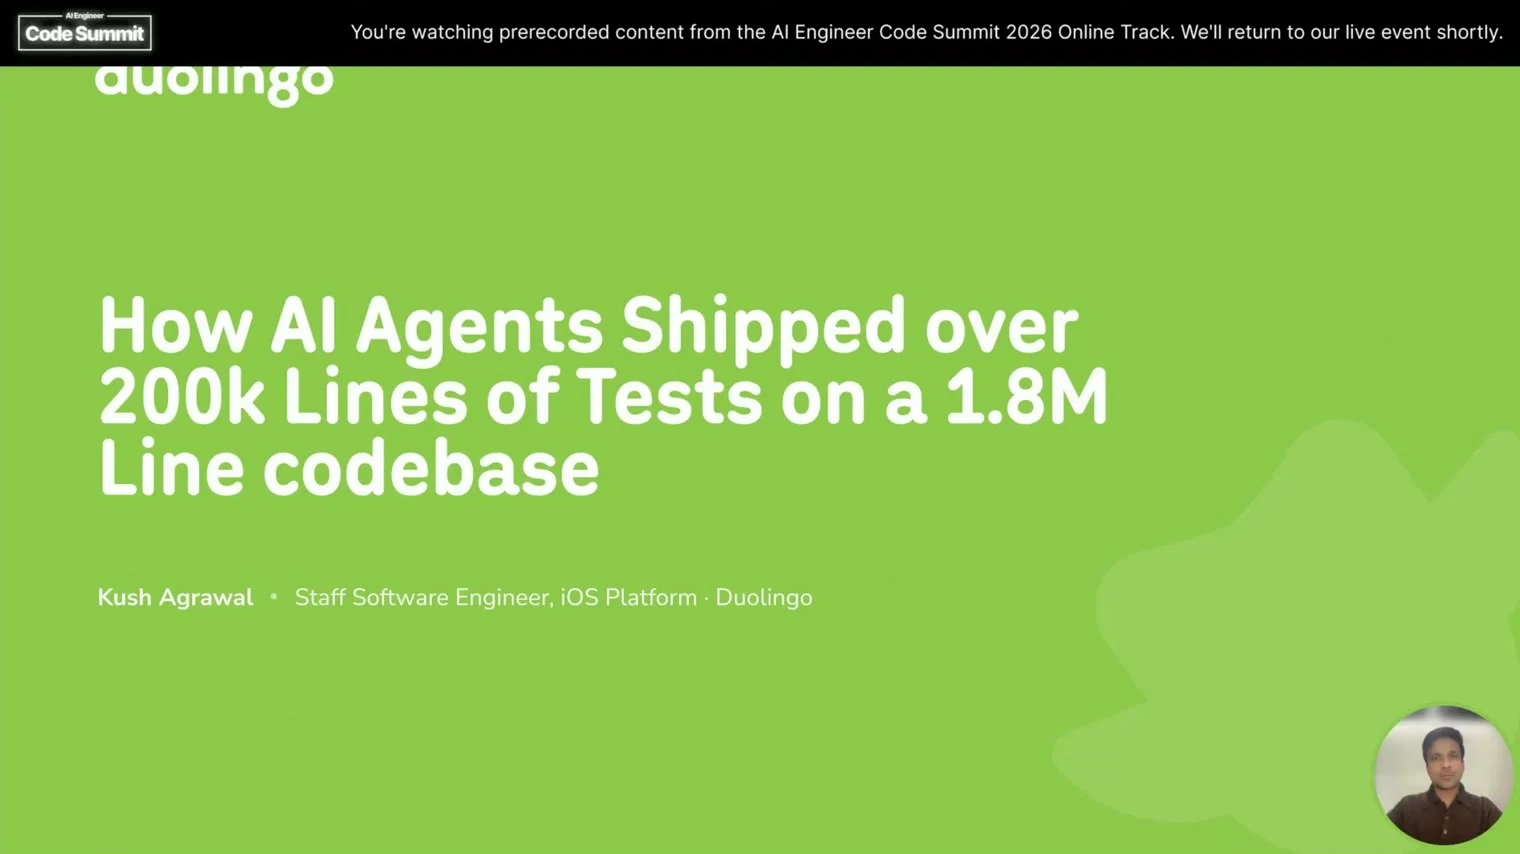 AI Engineer
Code Summit
You're watching prerecorded content from the AI Engineer Code Summit 2026 Online Track. We'll return to our live event shortly.
duolingo
How AI Agents Shipped over
200k Lines of Tests on a 1.8M
Line codebase
Kush Agrawal • Staff Software Engineer, iOS Platform · Duolingo